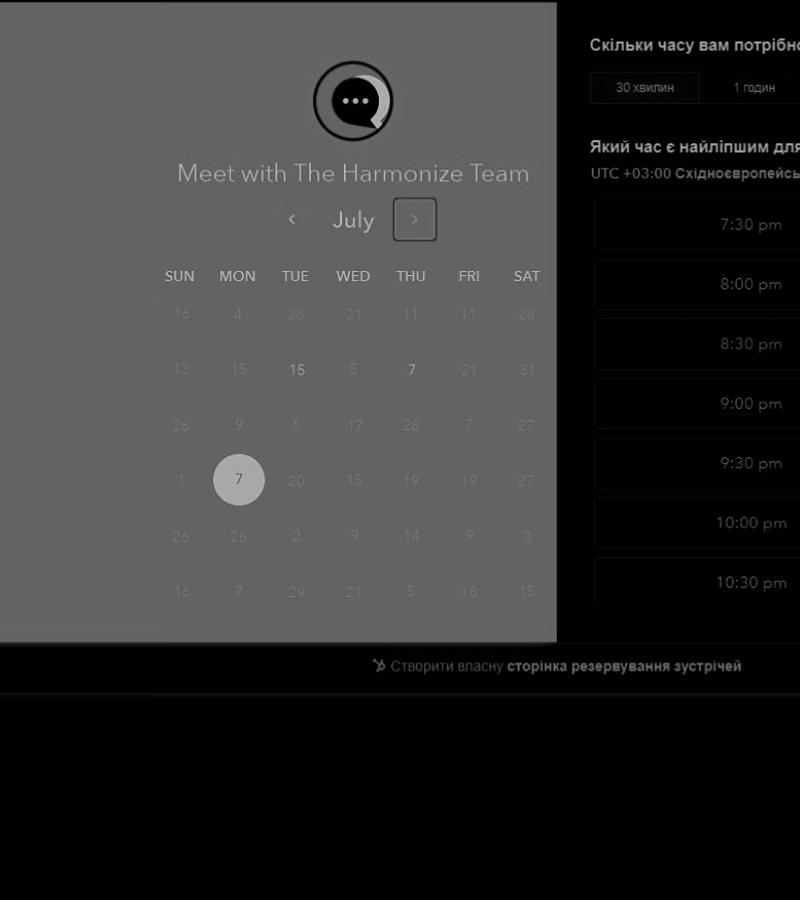 Meet with The Harmonize Team
July
SUN MON TUE WED THU FRI SAT
16 4 28 21 11 11 28
13 15 15 5 7 21 31
26 9 6 17 28 7 27
1 7 20 15 19 19 27
26 26 2 9 14 9 3
16 7 29 21 5 18 15
Скільки часу вам потрібно
30 хвилин 1 годин
Який час є найліпшим для
UTC +03:00 Східноєвропейсь
7:30 pm
8:00 pm
8:30 pm
9:00 pm
9:30 pm
10:00 pm
10:30 pm
Створити власну сторінка резервування зустрічей